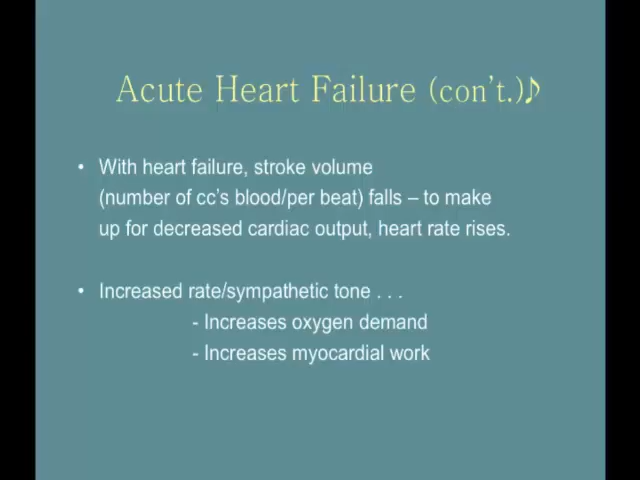 Acute Heart Failure (con't.)♪
• With heart failure, stroke volume
(number of cc's blood/per beat) falls – to make
up for decreased cardiac output, heart rate rises.
• Increased rate/sympathetic tone . . .
- Increases oxygen demand
- Increases myocardial work